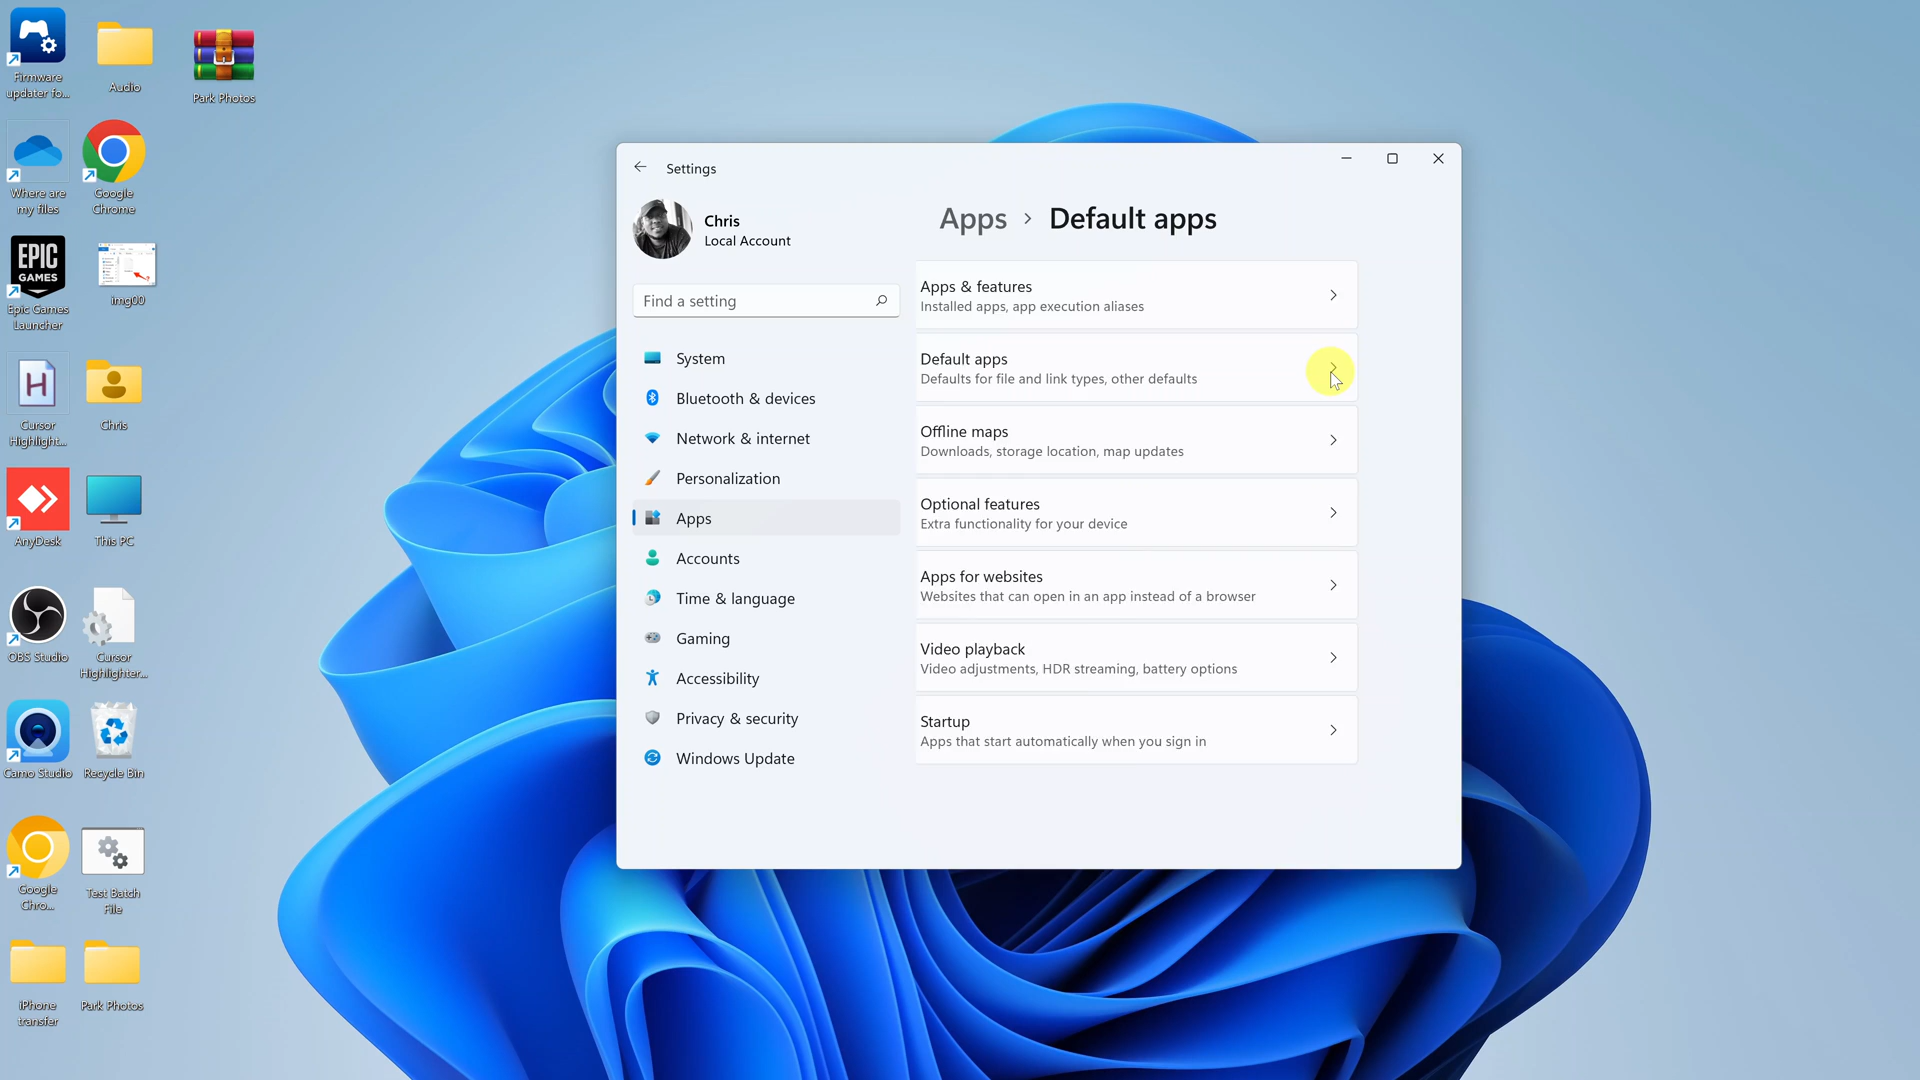 Firmware
updater fo...
Audio
Park Photos
Where are
my files
Google
Chrome
EPIC
GAMES
Epic Games
Launcher
img00
H
Cursor
Highlight...
Chris
AnyDesk
This PC
OBS Studio
Cursor
Highlighter...
Camo Studio
Recycle Bin
Google
Chro...
Test Batch
File
iPhone
transfer
Park Photos
Settings
Chris
Local Account
Find a setting
System
Bluetooth & devices
Network & internet
Personalization
Apps
Accounts
Time & language
Gaming
Accessibility
Privacy & security
Windows Update
Apps > Default apps
Apps & features
Installed apps, app execution aliases
Default apps
Defaults for file and link types, other defaults
Offline maps
Downloads, storage location, map updates
Optional features
Extra functionality for your device
Apps for websites
Websites that can open in an app instead of a browser
Video playback
Video adjustments, HDR streaming, battery options
Startup
Apps that start automatically when you sign in